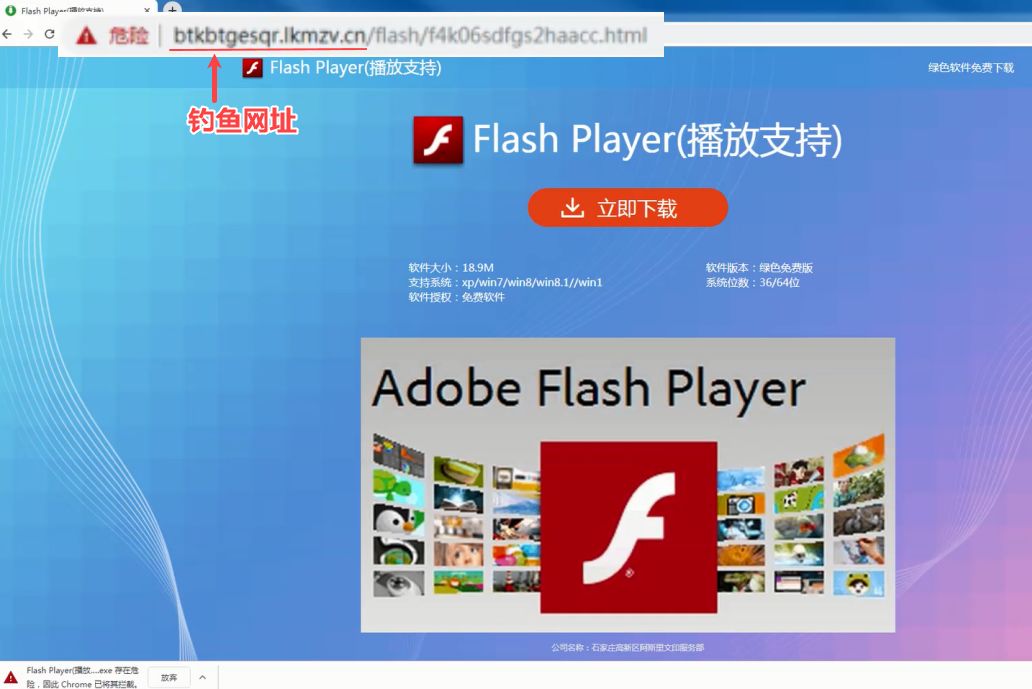 Flash Player(播放支持)
危险 | btkbtgesqr.lkmzv.cn/flash/f4k06sdfgs2haacc.html
Flash Player(播放支持)
绿色软件免费下载
钓鱼网址
Flash Player(播放支持)
立即下载
软件大小：18.9M
软件版本：绿色免费版
支持系统：xp/win7/win8/win8.1//win1
系统位数：36/64位
软件授权：免费软件
Adobe Flash Player
公司名称：石家庄高新区阿斯里文印服务部
Flash Player(播放....exe 存在危
险，因此 Chrome 已将其拦截。
放弃